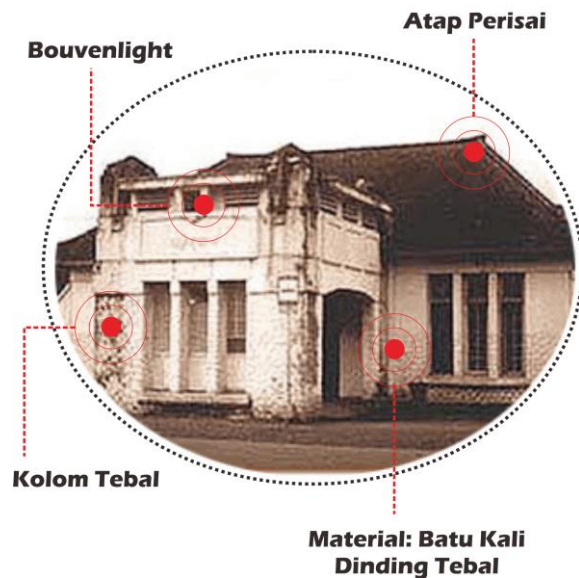 Atap Perisai
Bouvenlight
Kolom Tebal
Material: Batu Kali
Dinding Tebal